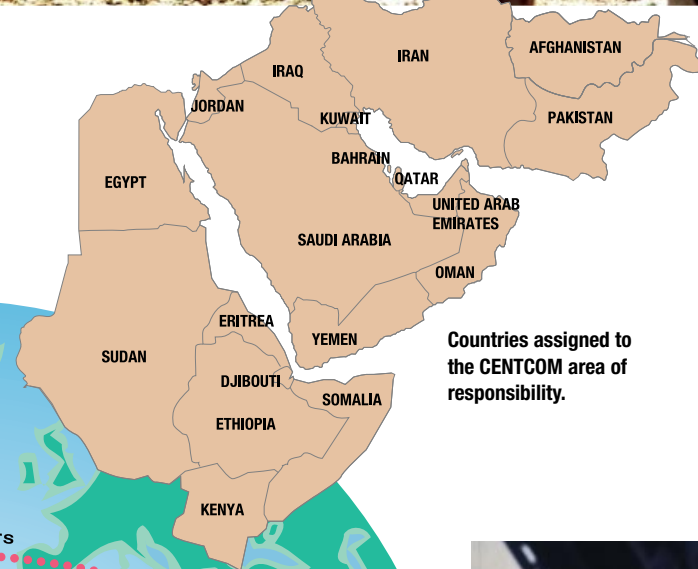 IRAN
AFGHANISTAN
IRAQ
JORDAN
KUWAIT
PAKISTAN
BAHRAIN
QATAR
EGYPT
UNITED ARAB
EMIRATES
SAUDI ARABIA
OMAN
ERITREA
YEMEN
SUDAN
DJIBOUTI
SOMALIA
ETHIOPIA
KENYA
Countries assigned to
the CENTCOM area of
responsibility.